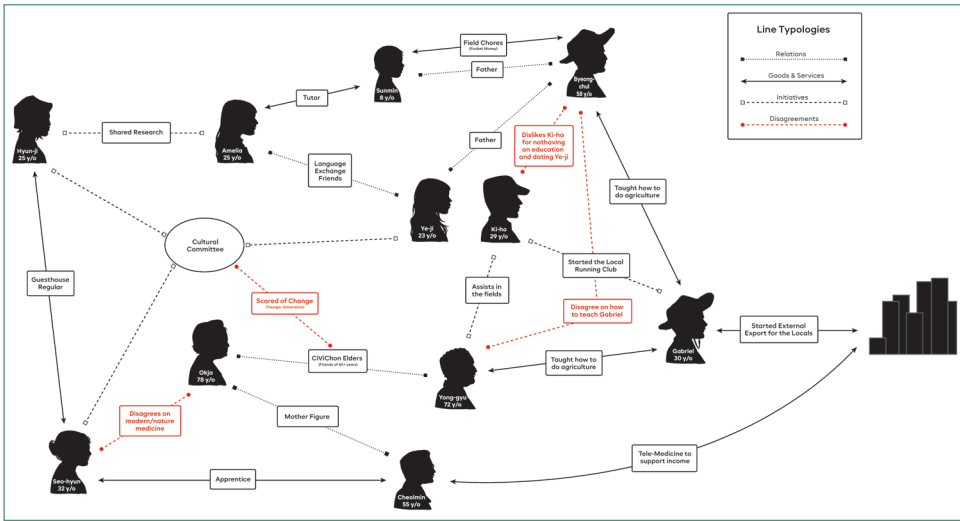 Line Typologies
Relations
Goods & Services
Initiatives
Disagreements
Field Chores
(Pocket Money)
Father
Sunmin
8 y/o
Byeong-
chul
58 y/o
Tutor
Hyun-ji
25 y/o
Shared Research
Amelia
25 y/o
Father
Dislikes Ki-ho
for nothaving
an education
and dating Ye-ji
Language
Exchange
Friends
Ye-ji
23 y/o
Ki-ho
29 y/o
Taught how to
do agriculture
Cultural
Committee
Started the Local
Running Club
Guesthouse
Regular
Scared of Change
(Younger Generation)
Assists in
the fields
Disagree on how
to teach Gabriel
Started External
Export for the Locals
Gabriel
30 y/o
Okja
78 y/o
CiViChon Elders
(Friends of 55+ years)
Yong-gyu
72 y/o
Taught how to
do agriculture
Disagrees on
modern/nature
medicine
Mother Figure
Tele-Medicine to
support income
Seo-hyun
32 y/o
Apprentice
Cheolmin
55 y/o